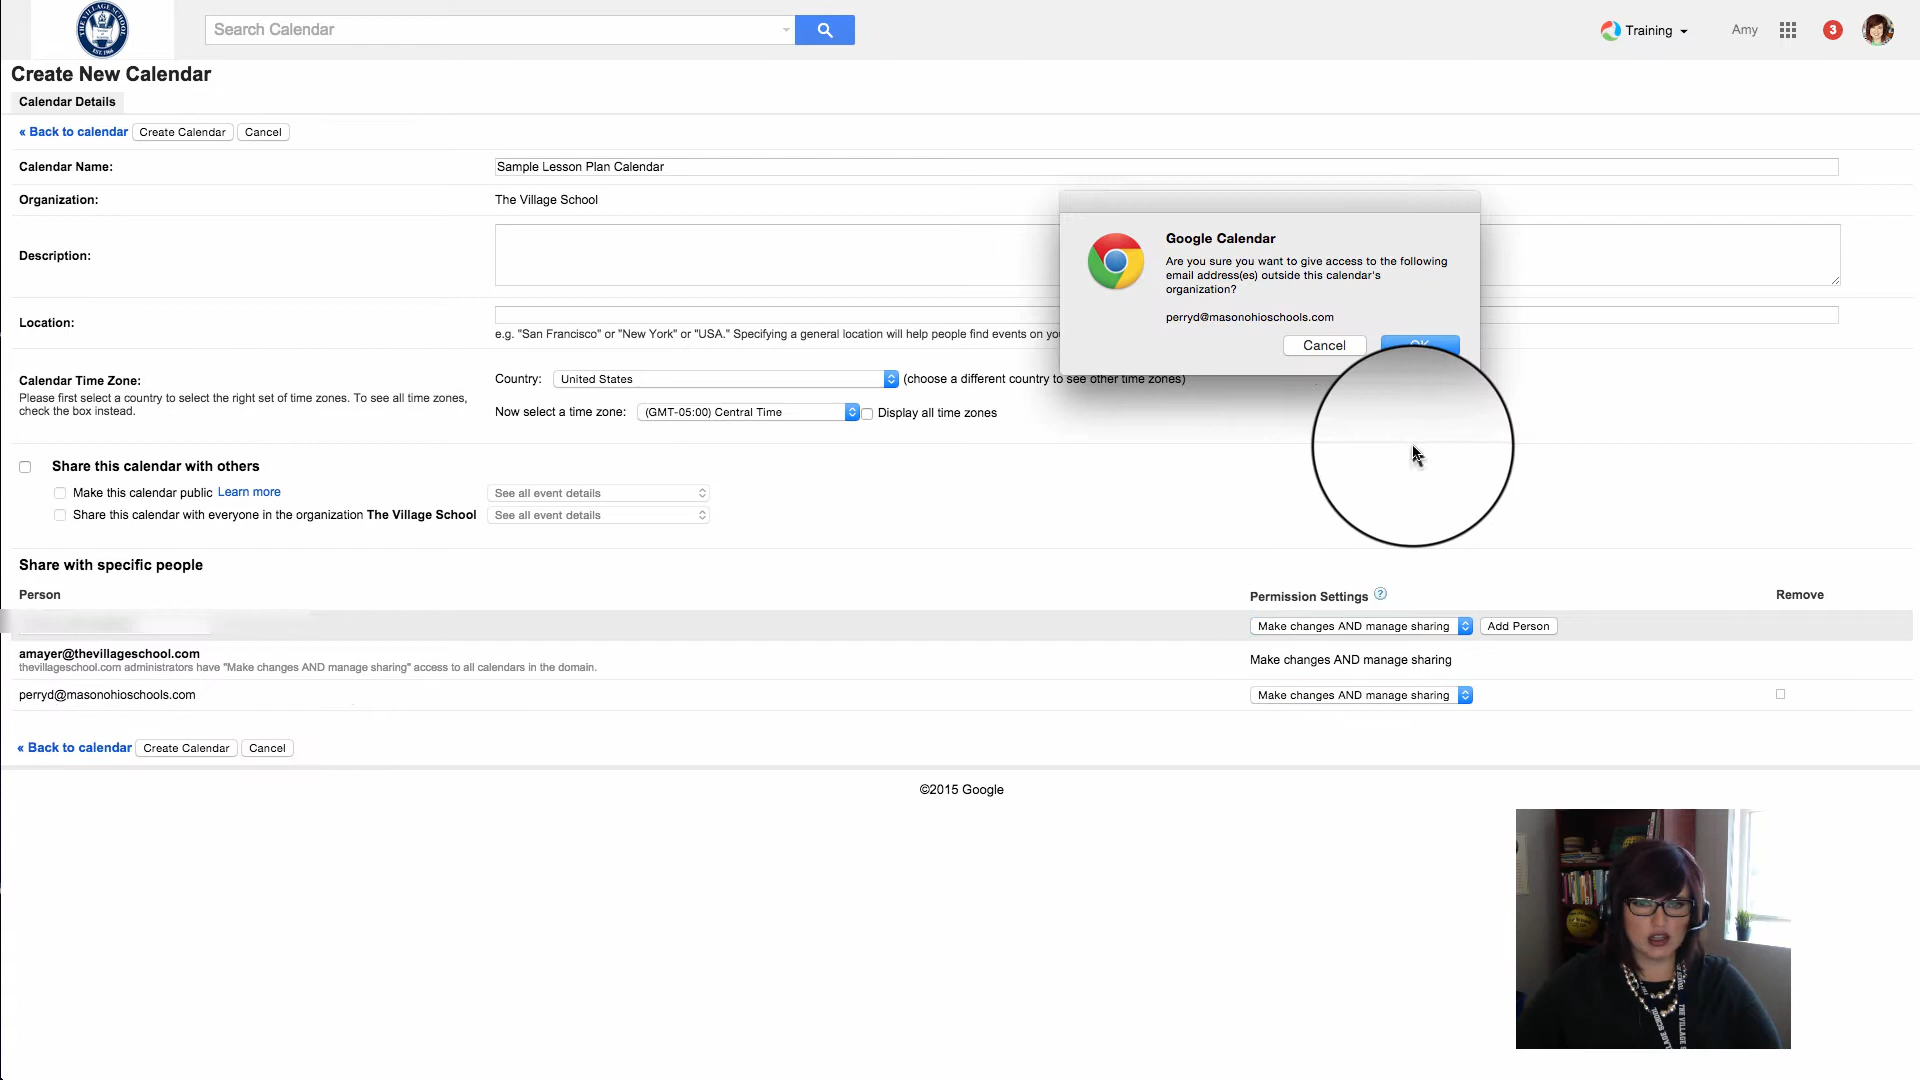 THE VILLAGE SCHOOL
EST. 1966
Search Calendar
Training
Amy
3
Create New Calendar
Calendar Details
« Back to calendar Create Calendar Cancel
Calendar Name: Sample Lesson Plan Calendar
Organization: The Village School
Description:
Location:
e.g. "San Francisco" or "New York" or "USA." Specifying a general location will help people find events on yo
Google Calendar
Are you sure you want to give access to the following
email address(es) outside this calendar's
organization?
perryd@masonohioschools.com
Cancel OK
Calendar Time Zone:
Please first select a country to select the right set of time zones. To see all time zones,
check the box instead.
Country: United States (choose a different country to see other time zones)
Now select a time zone: (GMT-05:00) Central Time Display all time zones
Share this calendar with others
Make this calendar public Learn more See all event details
Share this calendar with everyone in the organization The Village School See all event details
Share with specific people
Person Permission Settings ? Remove
Make changes AND manage sharing Add Person
amayer@thevillageschool.com
thevillageschool.com administrators have "Make changes AND manage sharing" access to all calendars in the domain.
Make changes AND manage sharing
perryd@masonohioschools.com Make changes AND manage sharing
« Back to calendar Create Calendar Cancel
©2015 Google
THE VILLAGE S